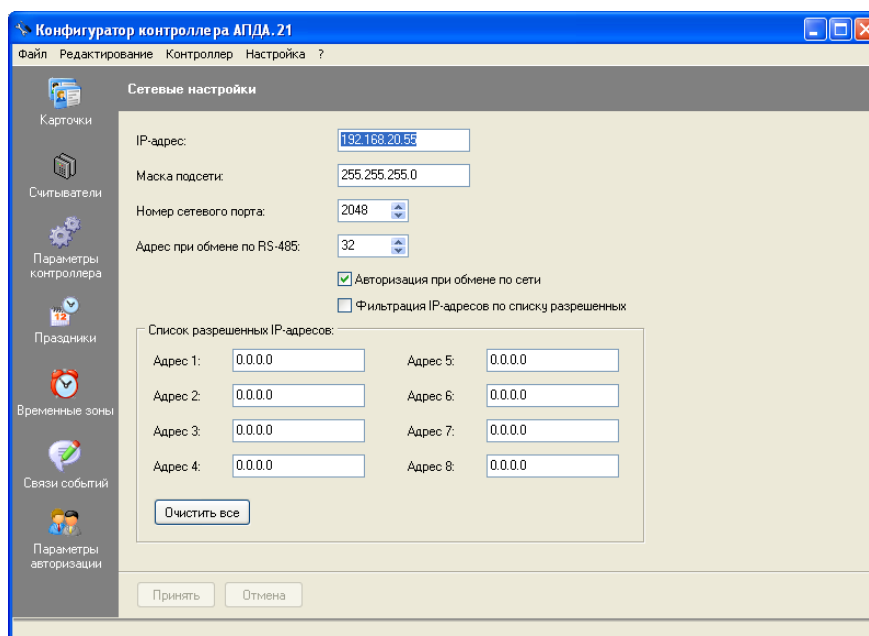 Конфигуратор контроллера АПДА.21
Файл Редактирование Контроллер Настройка ?
Карточки
Считыватели
Параметры
контроллера
Праздники
Временные зоны
Связи событий
Параметры
авторизации
Сетевые настройки
IP-адрес: 192.168.20.55
Маска подсети: 255.255.255.0
Номер сетевого порта: 2048
Адрес при обмене по RS-485: 32
Авторизация при обмене по сети
Фильтрация IP-адресов по списку разрешенных
Список разрешенных IP-адресов:
Адрес 1: 0.0.0.0 Адрес 5: 0.0.0.0
Адрес 2: 0.0.0.0 Адрес 6: 0.0.0.0
Адрес 3: 0.0.0.0 Адрес 7: 0.0.0.0
Адрес 4: 0.0.0.0 Адрес 8: 0.0.0.0
Очистить все
Принять Отмена